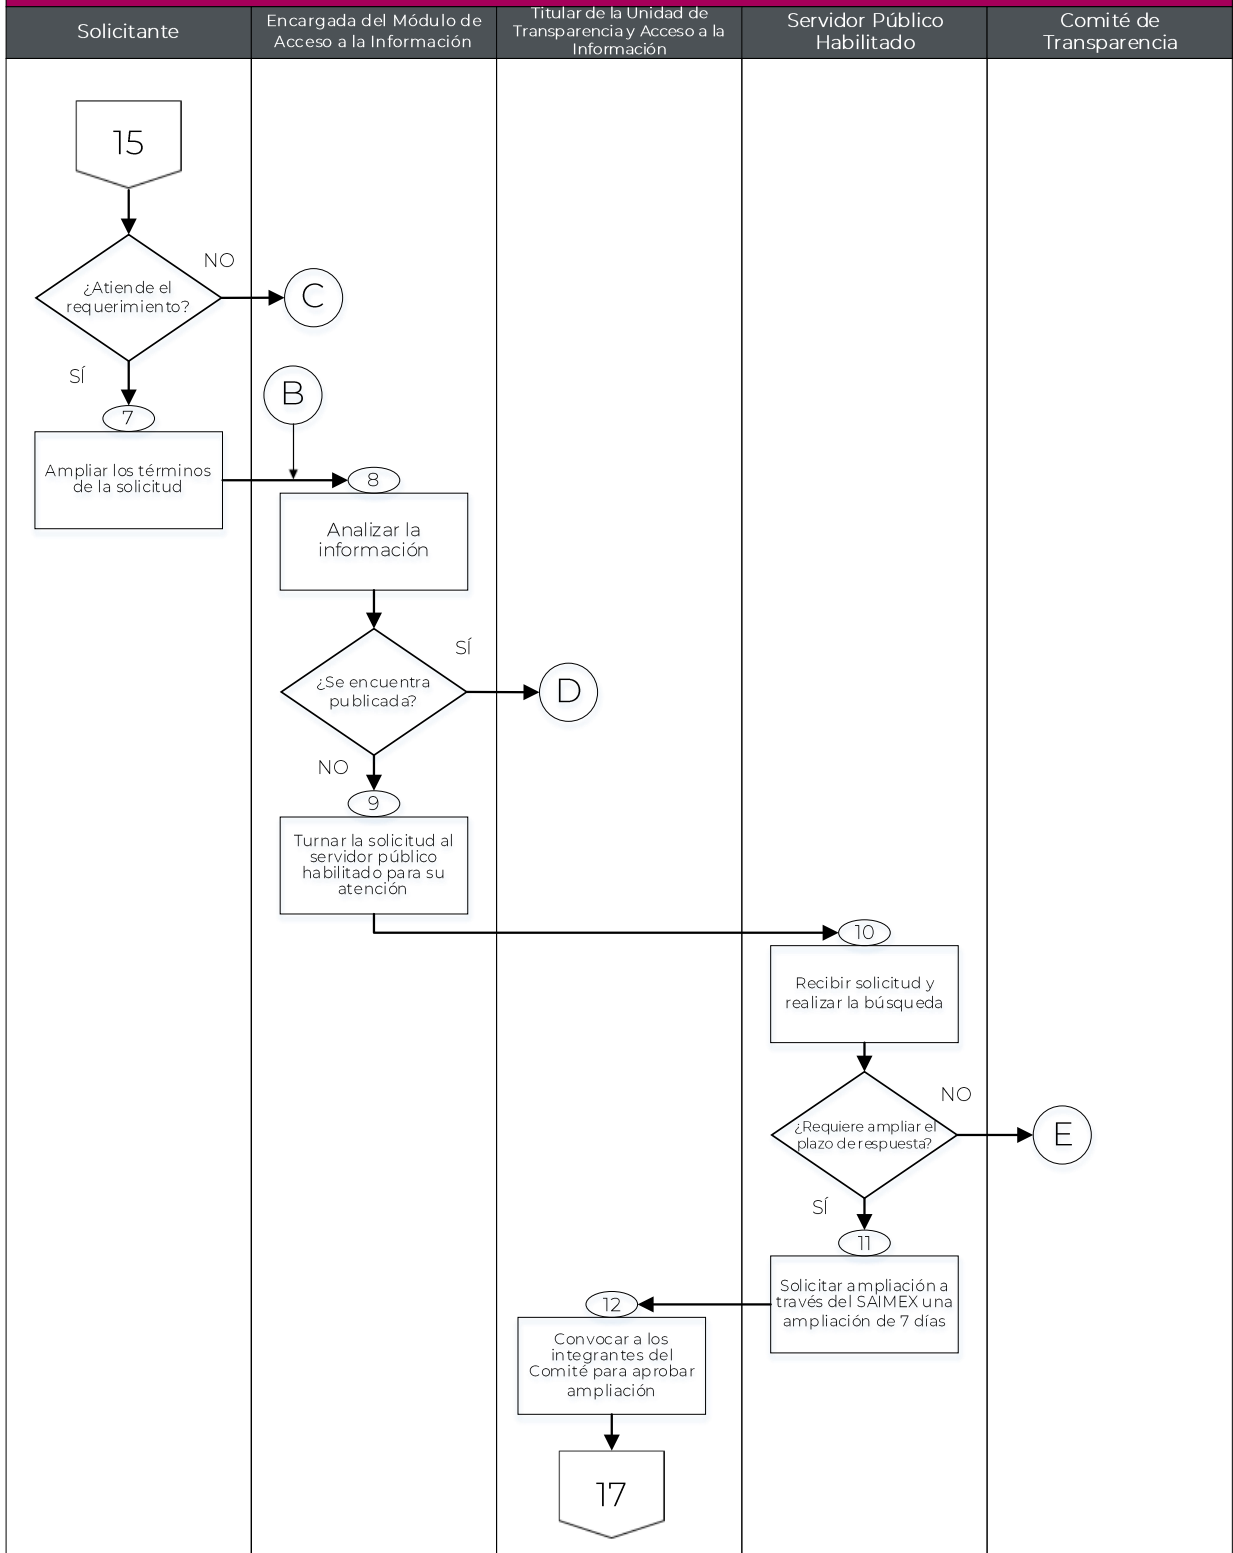 Solicitante
Encargada del Módulo de
Acceso a la Información
Titular de la Unidad de
Transparencia y Acceso a la
Información
Servidor Público
Habilitado
Comité de
Transparencia
15
¿Atiende el
requerimiento?
NO
C
SÍ
B
7
Ampliar los términos
de la solicitud
8
Analizar la
información
¿Se encuentra
publicada?
SÍ
D
NO
9
Turnar la solicitud al
servidor público
habilitado para su
atención
10
Recibir solicitud y
realizar la búsqueda
¿Requiere ampliar el
plazo de respuesta?
NO
E
SÍ
11
Solicitar ampliación a
través del SAIMEX una
ampliación de 7 días
12
Convocar a los
integrantes del
Comité para aprobar
ampliación
17